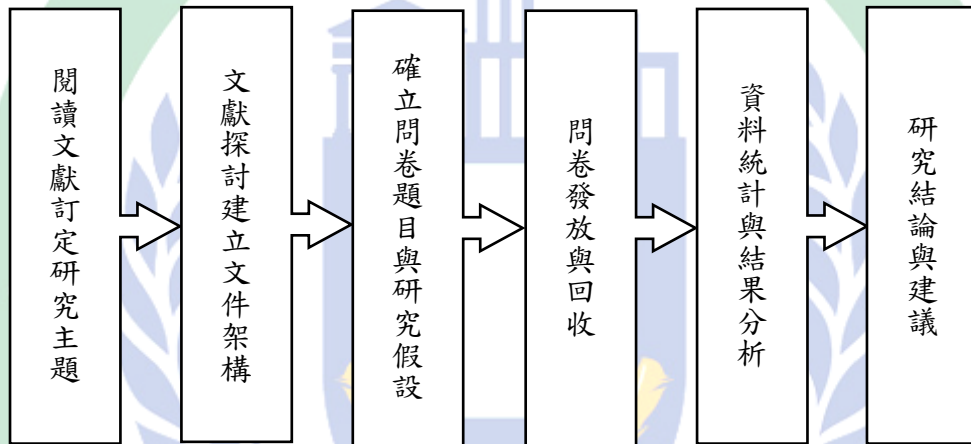 閱讀文獻訂定研究主題
文獻探討建立文件架構
確立問卷題目與研究假設
問卷發放與回收
資料統計與結果分析
研究結論與建議